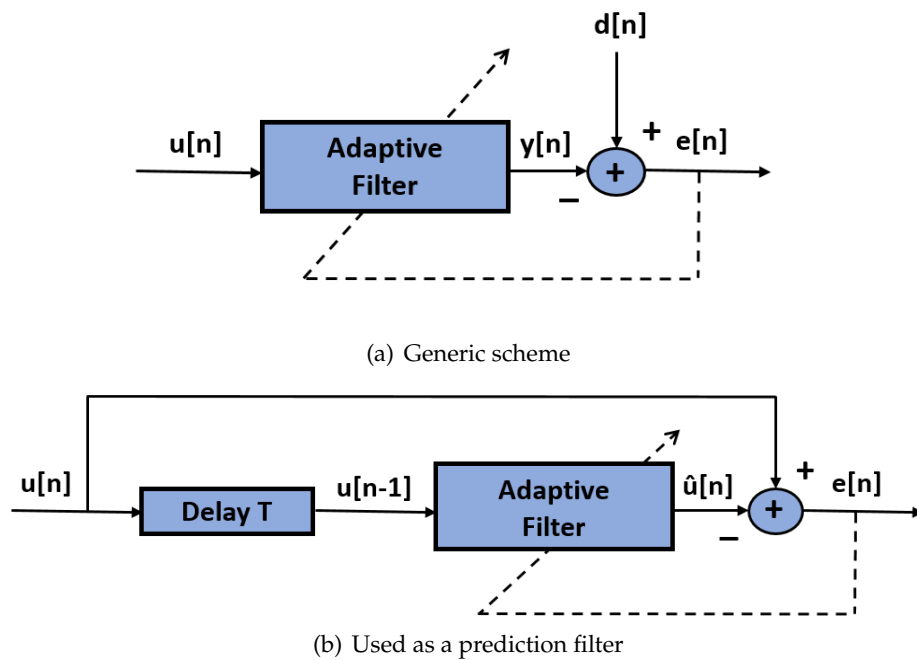 d[n]
u[n]
Adaptive
Filter
y[n]
+
+
−
e[n]
(a) Generic scheme
u[n]
Delay T
u[n-1]
Adaptive
Filter
û[n]
+
+
−
e[n]
(b) Used as a prediction filter